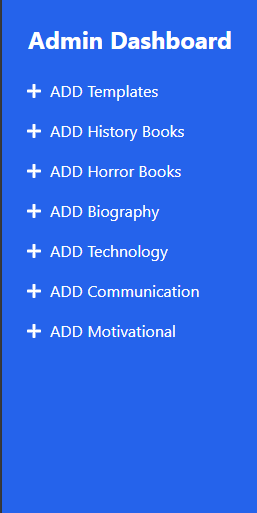 Admin Dashboard
ADD Templates
ADD History Books
ADD Horror Books
ADD Biography
ADD Technology
ADD Communication
ADD Motivational